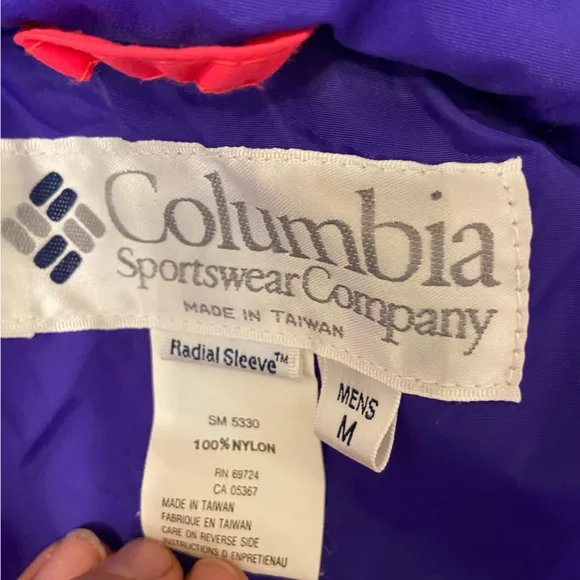 Columbia
Sportswear Company
MADE IN TAIWAN
Radial Sleeve™
MENS
M
SM 5330
100% NYLON
RN 69724
CA 05367
MADE IN TAIWAN
FABRIQUE EN TAIWAN
CARE ON REVERSE SIDE
INSTRUCTIONS D ENPRETIENAU